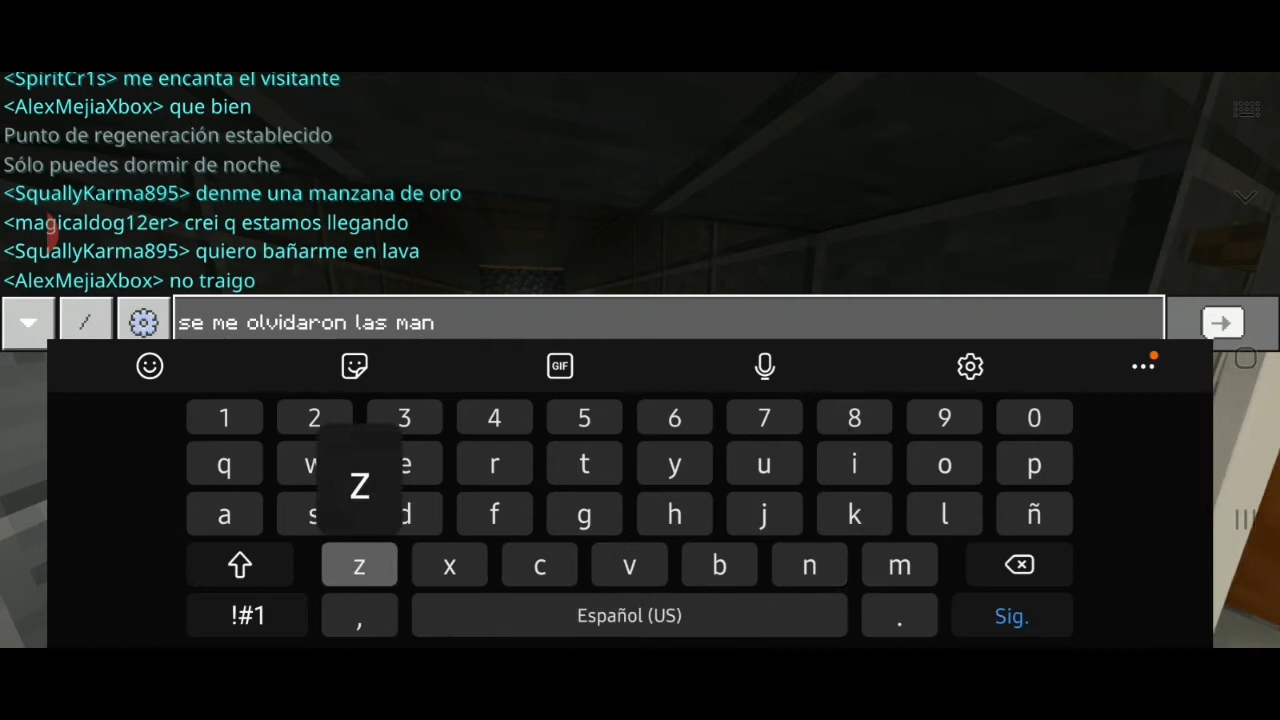 <SpiritCr1s> me encanta el visitante
<AlexMejiaXbox> que bien
Punto de regeneración establecido
Sólo puedes dormir de noche
<SquallyKarma895> denme una manzana de oro
<magicaldog12er> crei q estamos llegando
<SquallyKarma895> quiero bañarme en lava
<AlexMejiaXbox> no traigo
/
se me olvidaron las man
GIF
1 2 3 4 5 6 7 8 9 0
q w e r t y u i o p
z
a s d f g h j k l ñ
z x c v b n m
!#1 , Español (US) . Sig.